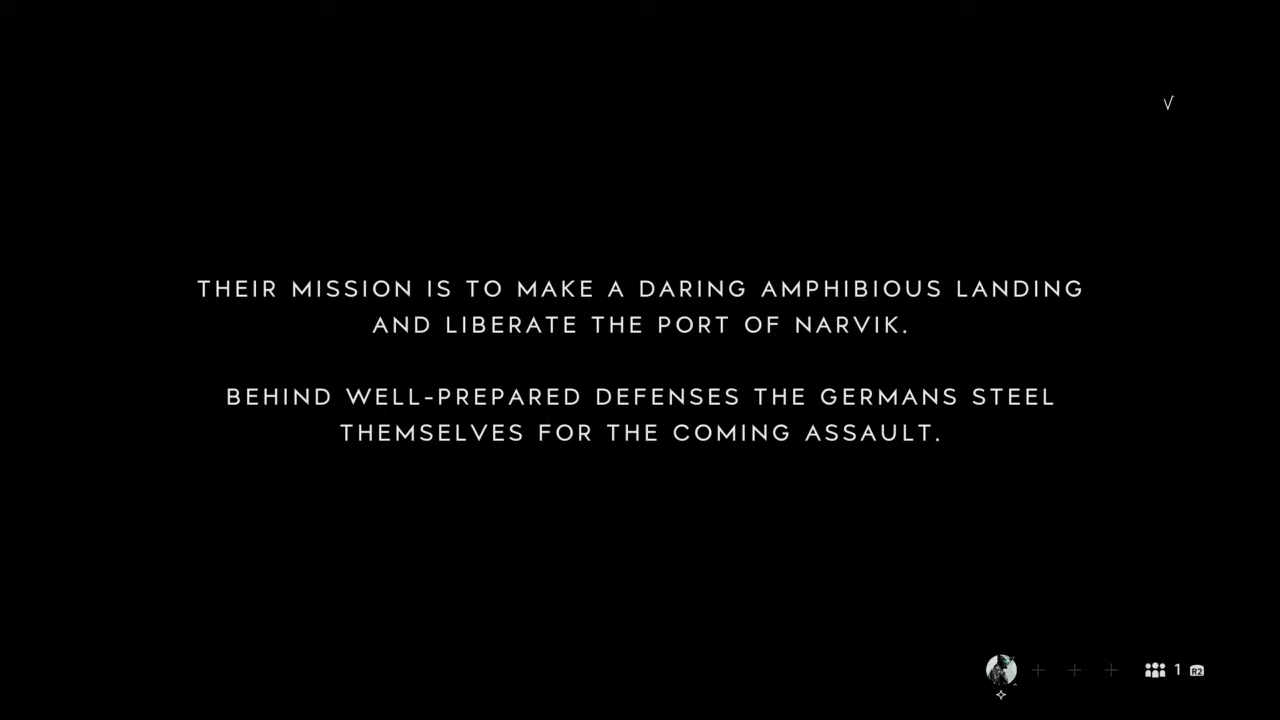 √
THEIR MISSION IS TO MAKE A DARING AMPHIBIOUS LANDING
AND LIBERATE THE PORT OF NARVIK.
BEHIND WELL-PREPARED DEFENSES THE GERMANS STEEL
THEMSELVES FOR THE COMING ASSAULT.
1 R2